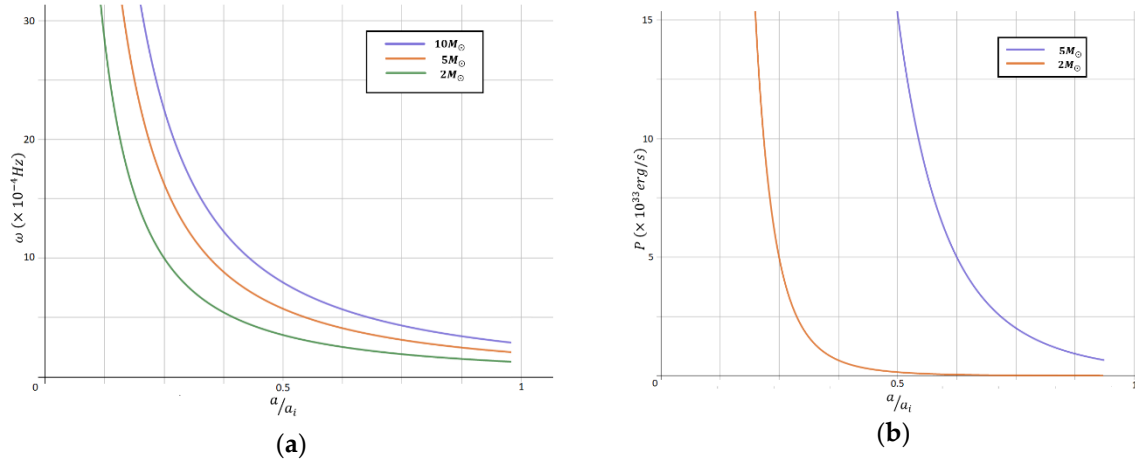 30
20
10
0
0.5
1
ω (× 10⁻⁴Hz)
a/aᵢ
10M☉
5M☉
2M☉
(a)
15
10
5
0
0.5
1
P (× 10³³erg/s)
a/aᵢ
5M☉
2M☉
(b)